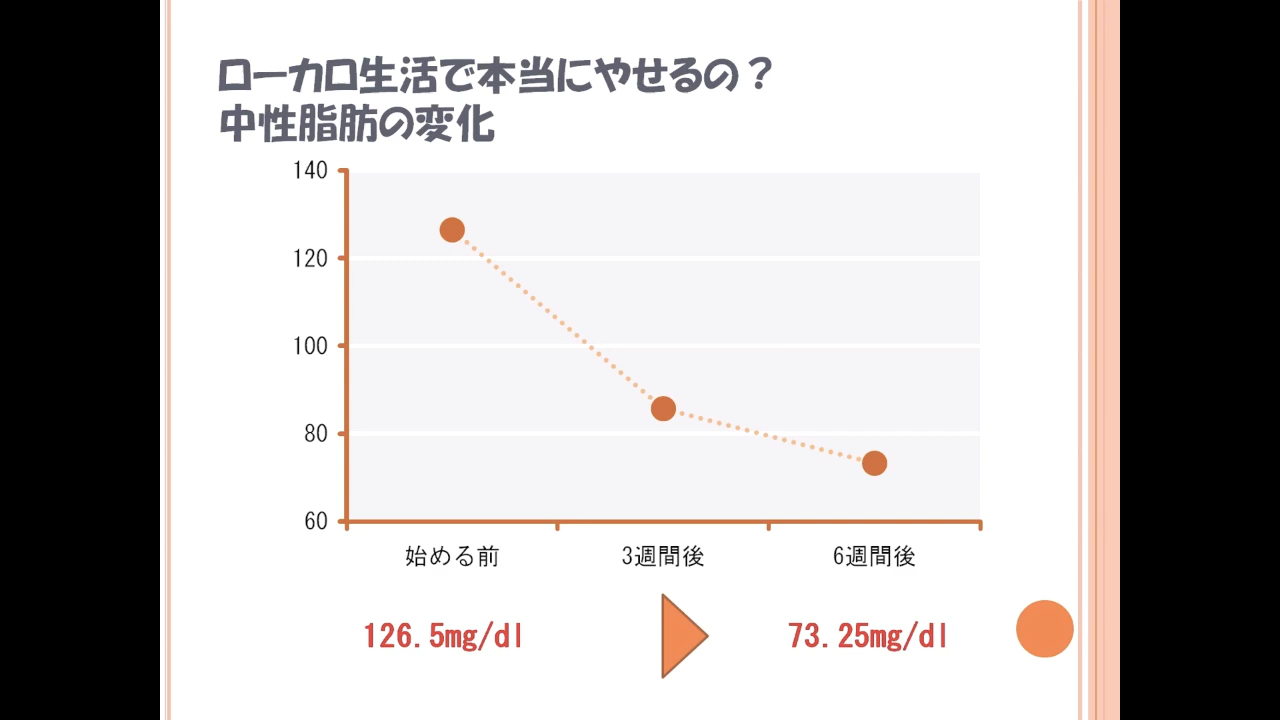 ローカロ生活で本当にやせるの？
中性脂肪の変化
140
120
100
80
60
始める前 3週間後 6週間後
126.5mg/dl 73.25mg/dl